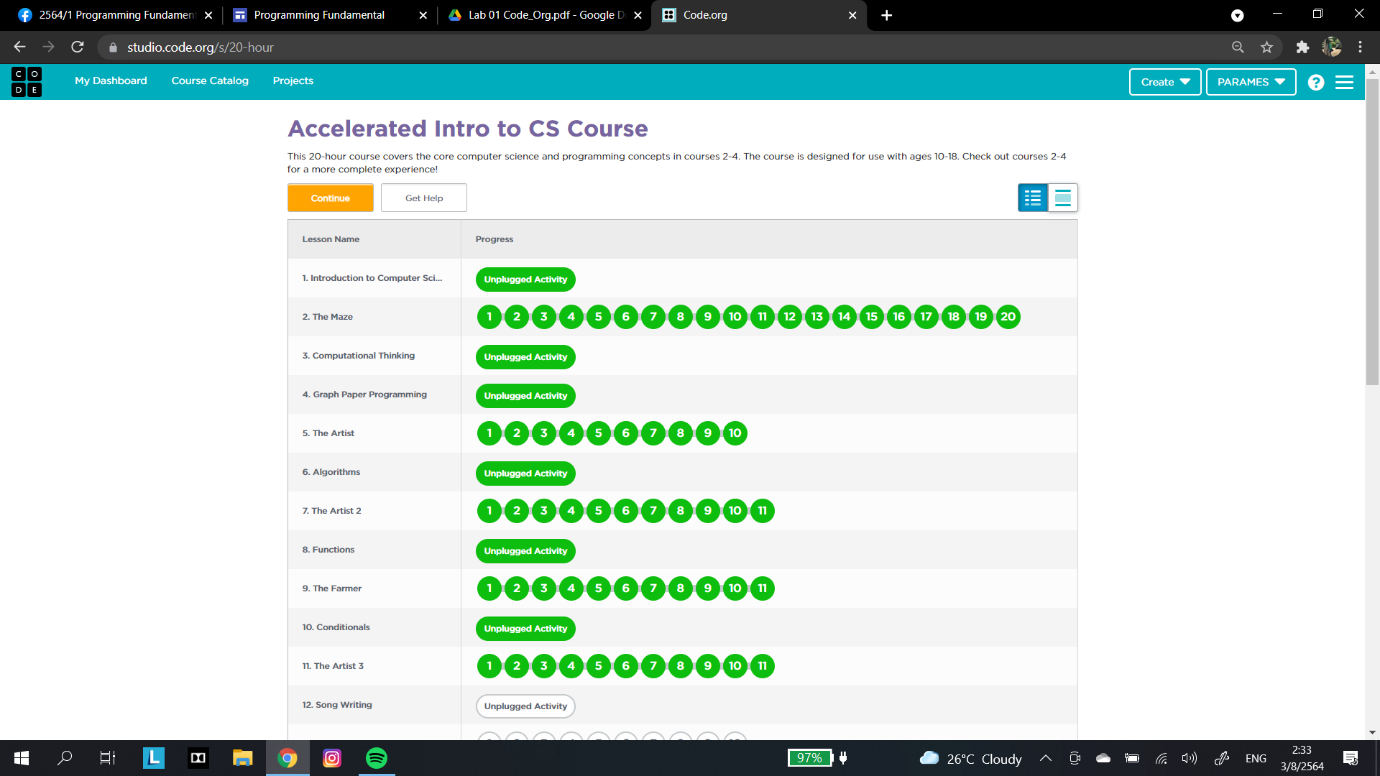 2564/1 Programming Fundamen
Programming Fundamental
Lab 01 Code_Org.pdf - Google D
Code.org
studio.code.org/s/20-hour
C O
D E
My Dashboard
Course Catalog
Projects
Create
PARAMES
?
Accelerated Intro to CS Course
This 20-hour course covers the core computer science and programming concepts in courses 2-4. The course is designed for use with ages 10-18. Check out courses 2-4
for a more complete experience!
Continue
Get Help
Lesson Name Progress
1. Introduction to Computer Sci... Unplugged Activity
2. The Maze 1 2 3 4 5 6 7 8 9 10 11 12 13 14 15 16 17 18 19 20
3. Computational Thinking Unplugged Activity
4. Graph Paper Programming Unplugged Activity
5. The Artist 1 2 3 4 5 6 7 8 9 10
6. Algorithms Unplugged Activity
7. The Artist 2 1 2 3 4 5 6 7 8 9 10 11
8. Functions Unplugged Activity
9. The Farmer 1 2 3 4 5 6 7 8 9 10 11
10. Conditionals Unplugged Activity
11. The Artist 3 1 2 3 4 5 6 7 8 9 10 11
12. Song Writing Unplugged Activity
L
97%
26°C Cloudy
ENG
2:33
3/8/2564